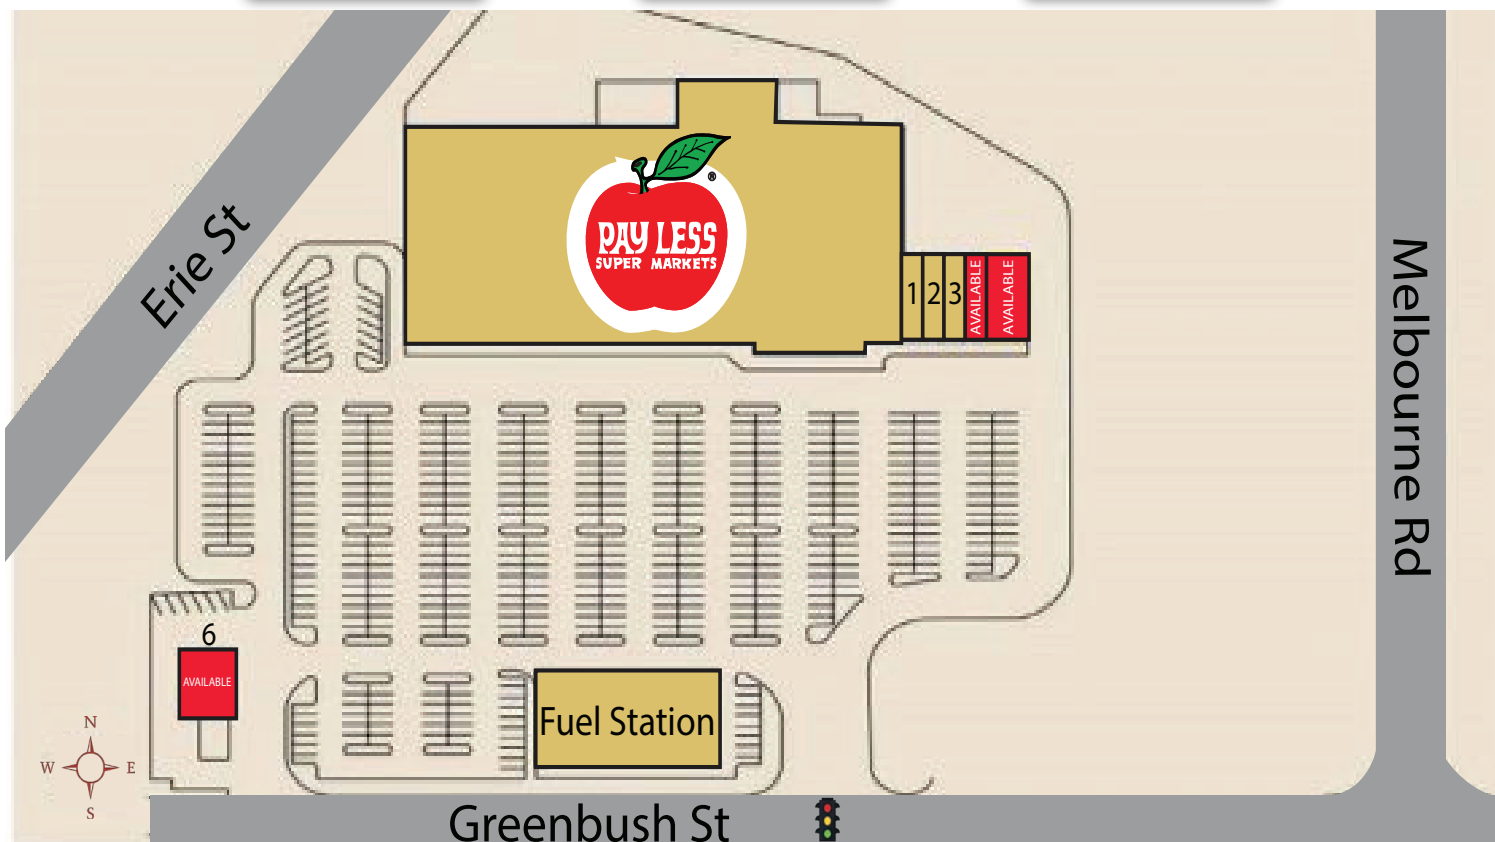 Erie St
PAY LESS
SUPER MARKETS
®
1
2
3
AVAILABLE
AVAILABLE
Melbourne Rd
6
AVAILABLE
Fuel Station
N
W
E
S
Greenbush St